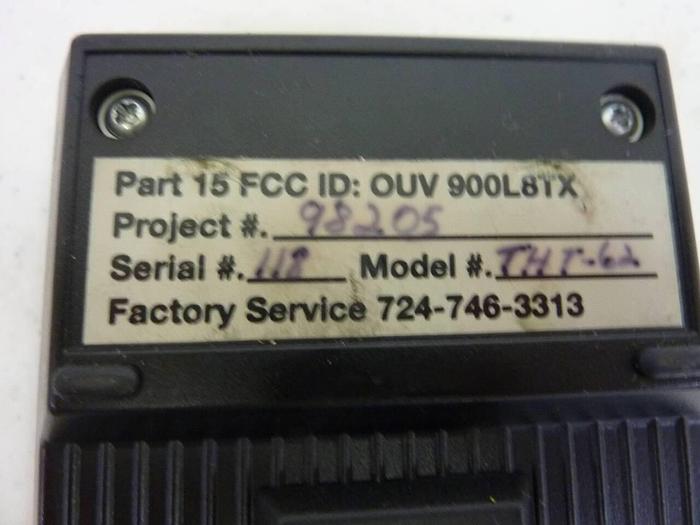 Part 15 FCC ID: OUV 900L8TX
Project #. 98205
Serial #. 118 Model #. THT-62
Factory Service 724-746-3313